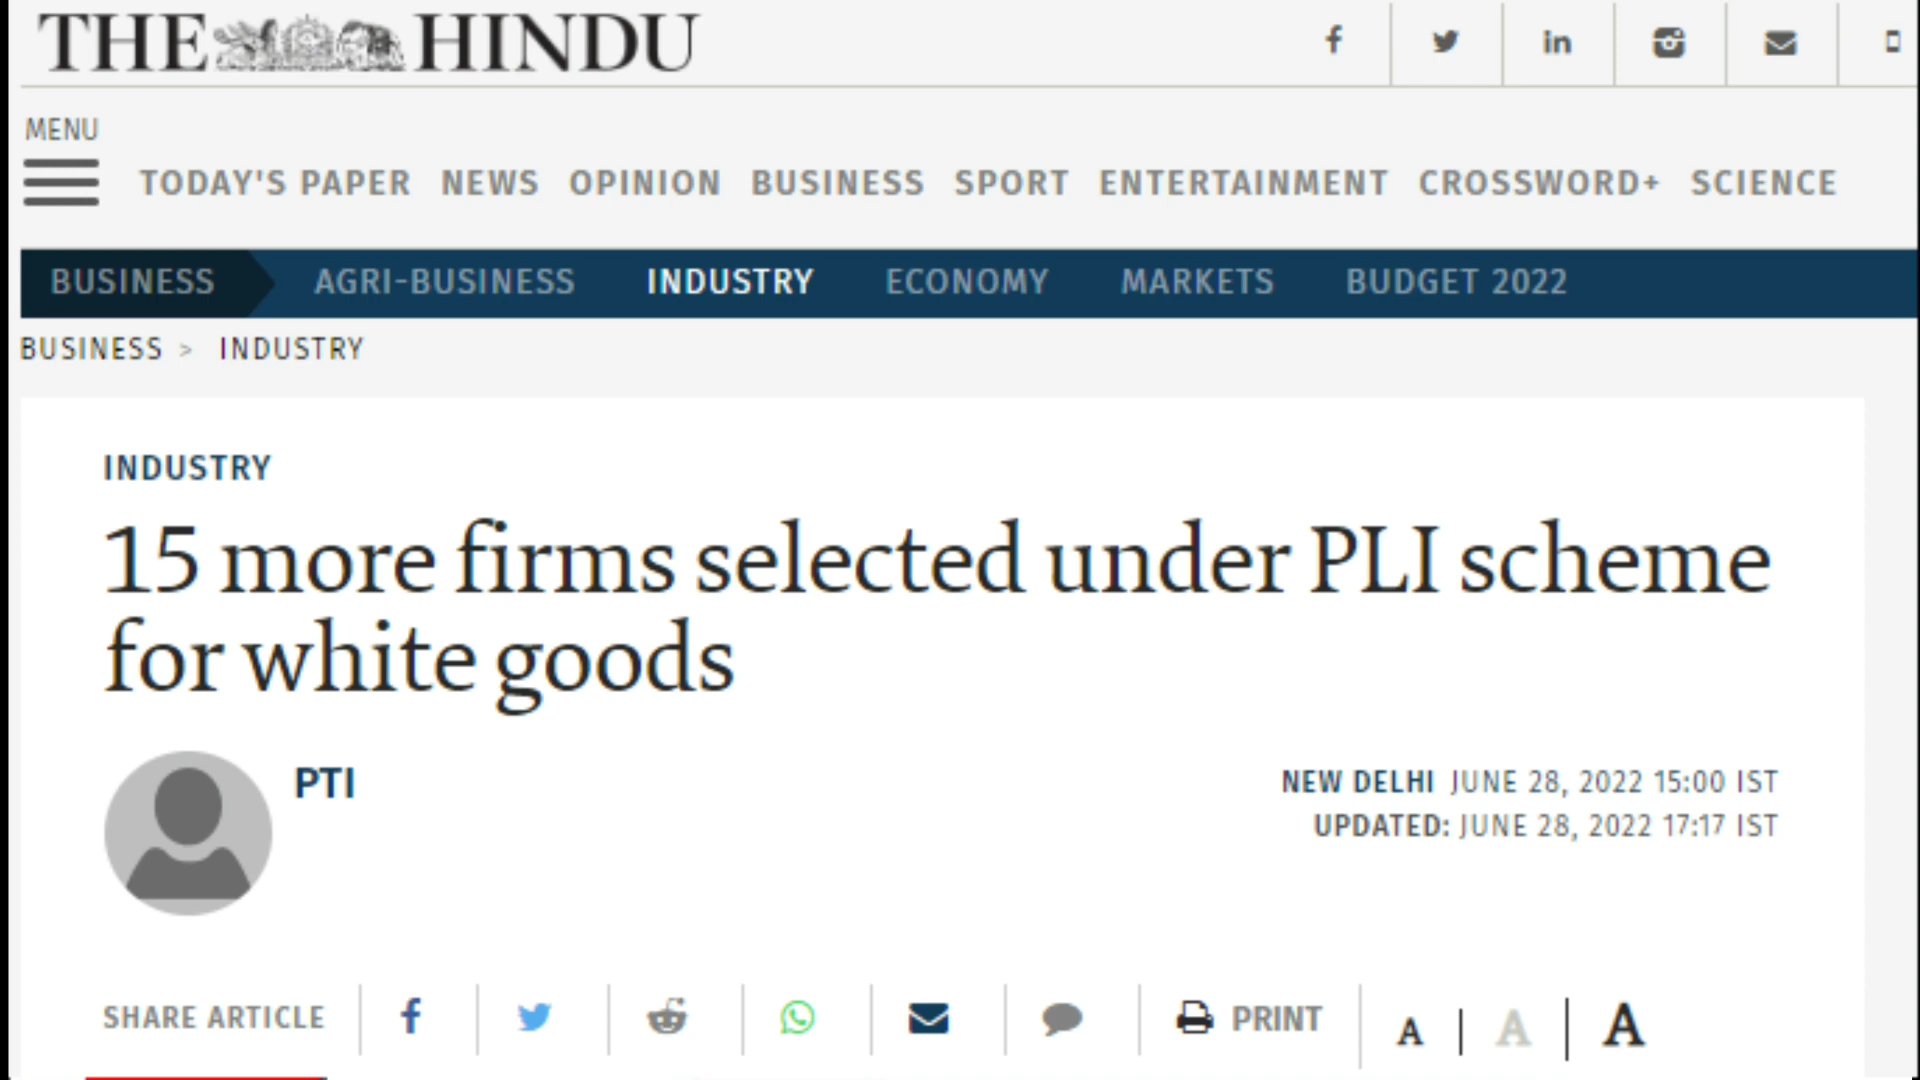 THE HINDU
MENU
TODAY'S PAPER NEWS OPINION BUSINESS SPORT ENTERTAINMENT CROSSWORD+ SCIENCE
BUSINESS AGRI-BUSINESS INDUSTRY ECONOMY MARKETS BUDGET 2022
BUSINESS > INDUSTRY
INDUSTRY
15 more firms selected under PLI scheme
for white goods
PTI
NEW DELHI JUNE 28, 2022 15:00 IST
UPDATED: JUNE 28, 2022 17:17 IST
SHARE ARTICLE PRINT A | A | A